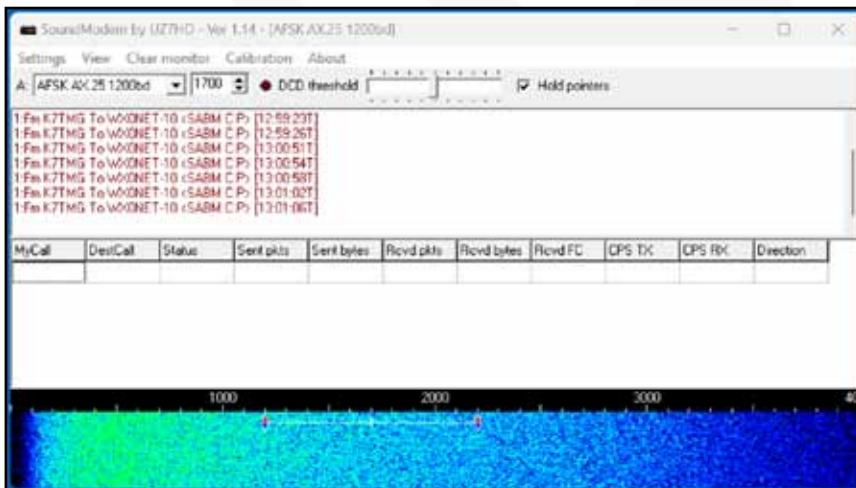 SoundModem by UZ7HO - Ver 1.14 - [AFSK AX.25 1200bd]
Settings View Clear monitor Calibration About
A: AFSK AX.25 1200bd 1700 DCD threshold Hold pointers
1:Fm K7TMG To WX0NET-10 <SABM C P> [12:59:23T]
1:Fm K7TMG To WX0NET-10 <SABM C P> [12:59:26T]
1:Fm K7TMG To WX0NET-10 <SABM C P> [13:00:51T]
1:Fm K7TMG To WX0NET-10 <SABM C P> [13:00:54T]
1:Fm K7TMG To WX0NET-10 <SABM C P> [13:00:58T]
1:Fm K7TMG To WX0NET-10 <SABM C P> [13:01:02T]
1:Fm K7TMG To WX0NET-10 <SABM C P> [13:01:06T]
MyCall DestCall Status Sent pkts Sent bytes Rcvd pkts Rcvd bytes Rcvd FC CPS TX CPS RX Direction
1000 2000 3000